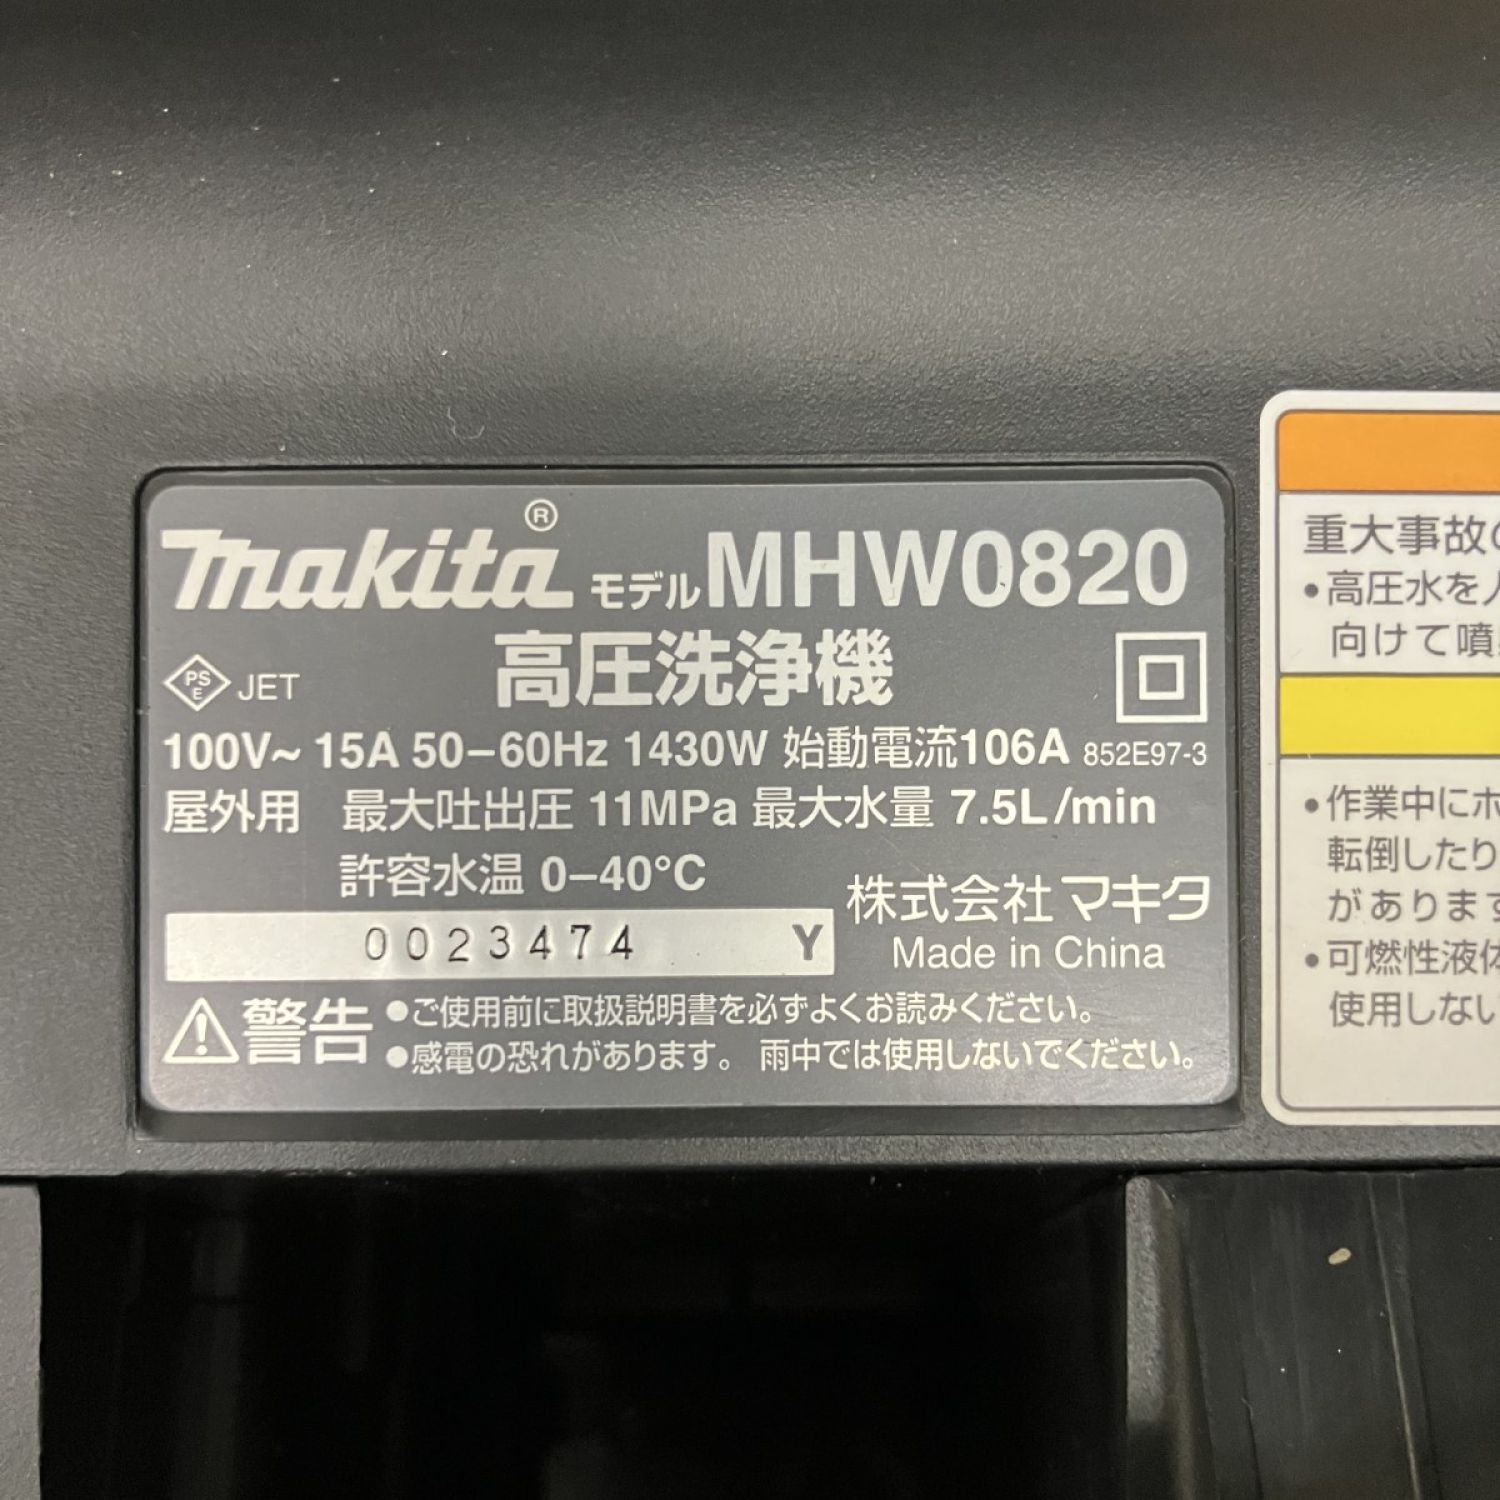 makita® モデル MHW0820
PS E JET 高圧洗浄機
100V~ 15A 50–60Hz 1430W 始動電流106A 852E97-3
屋外用 最大吐出圧 11MPa 最大水量 7.5L/min
許容水温 0–40°C
株式会社マキタ
0023474 Y
Made in China
警告 ●ご使用前に取扱説明書を必ずよくお読みください。
●感電の恐れがあります。 雨中では使用しないでください。
重大事故
•高圧水を
向けて噴
•作業中にホ
転倒したり
があります
•可燃性液体
使用しない